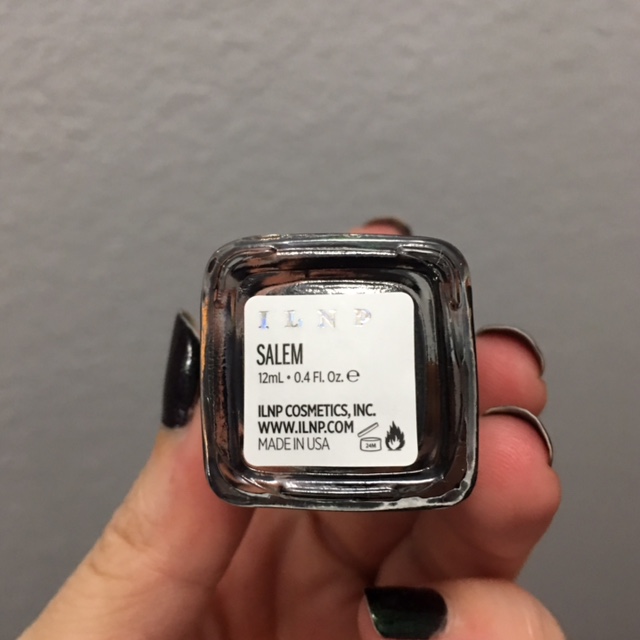 ILNP
SALEM
12mL • 0.4 Fl. Oz. ℮
ILNP COSMETICS, INC.
WWW.ILNP.COM
MADE IN USA
24M